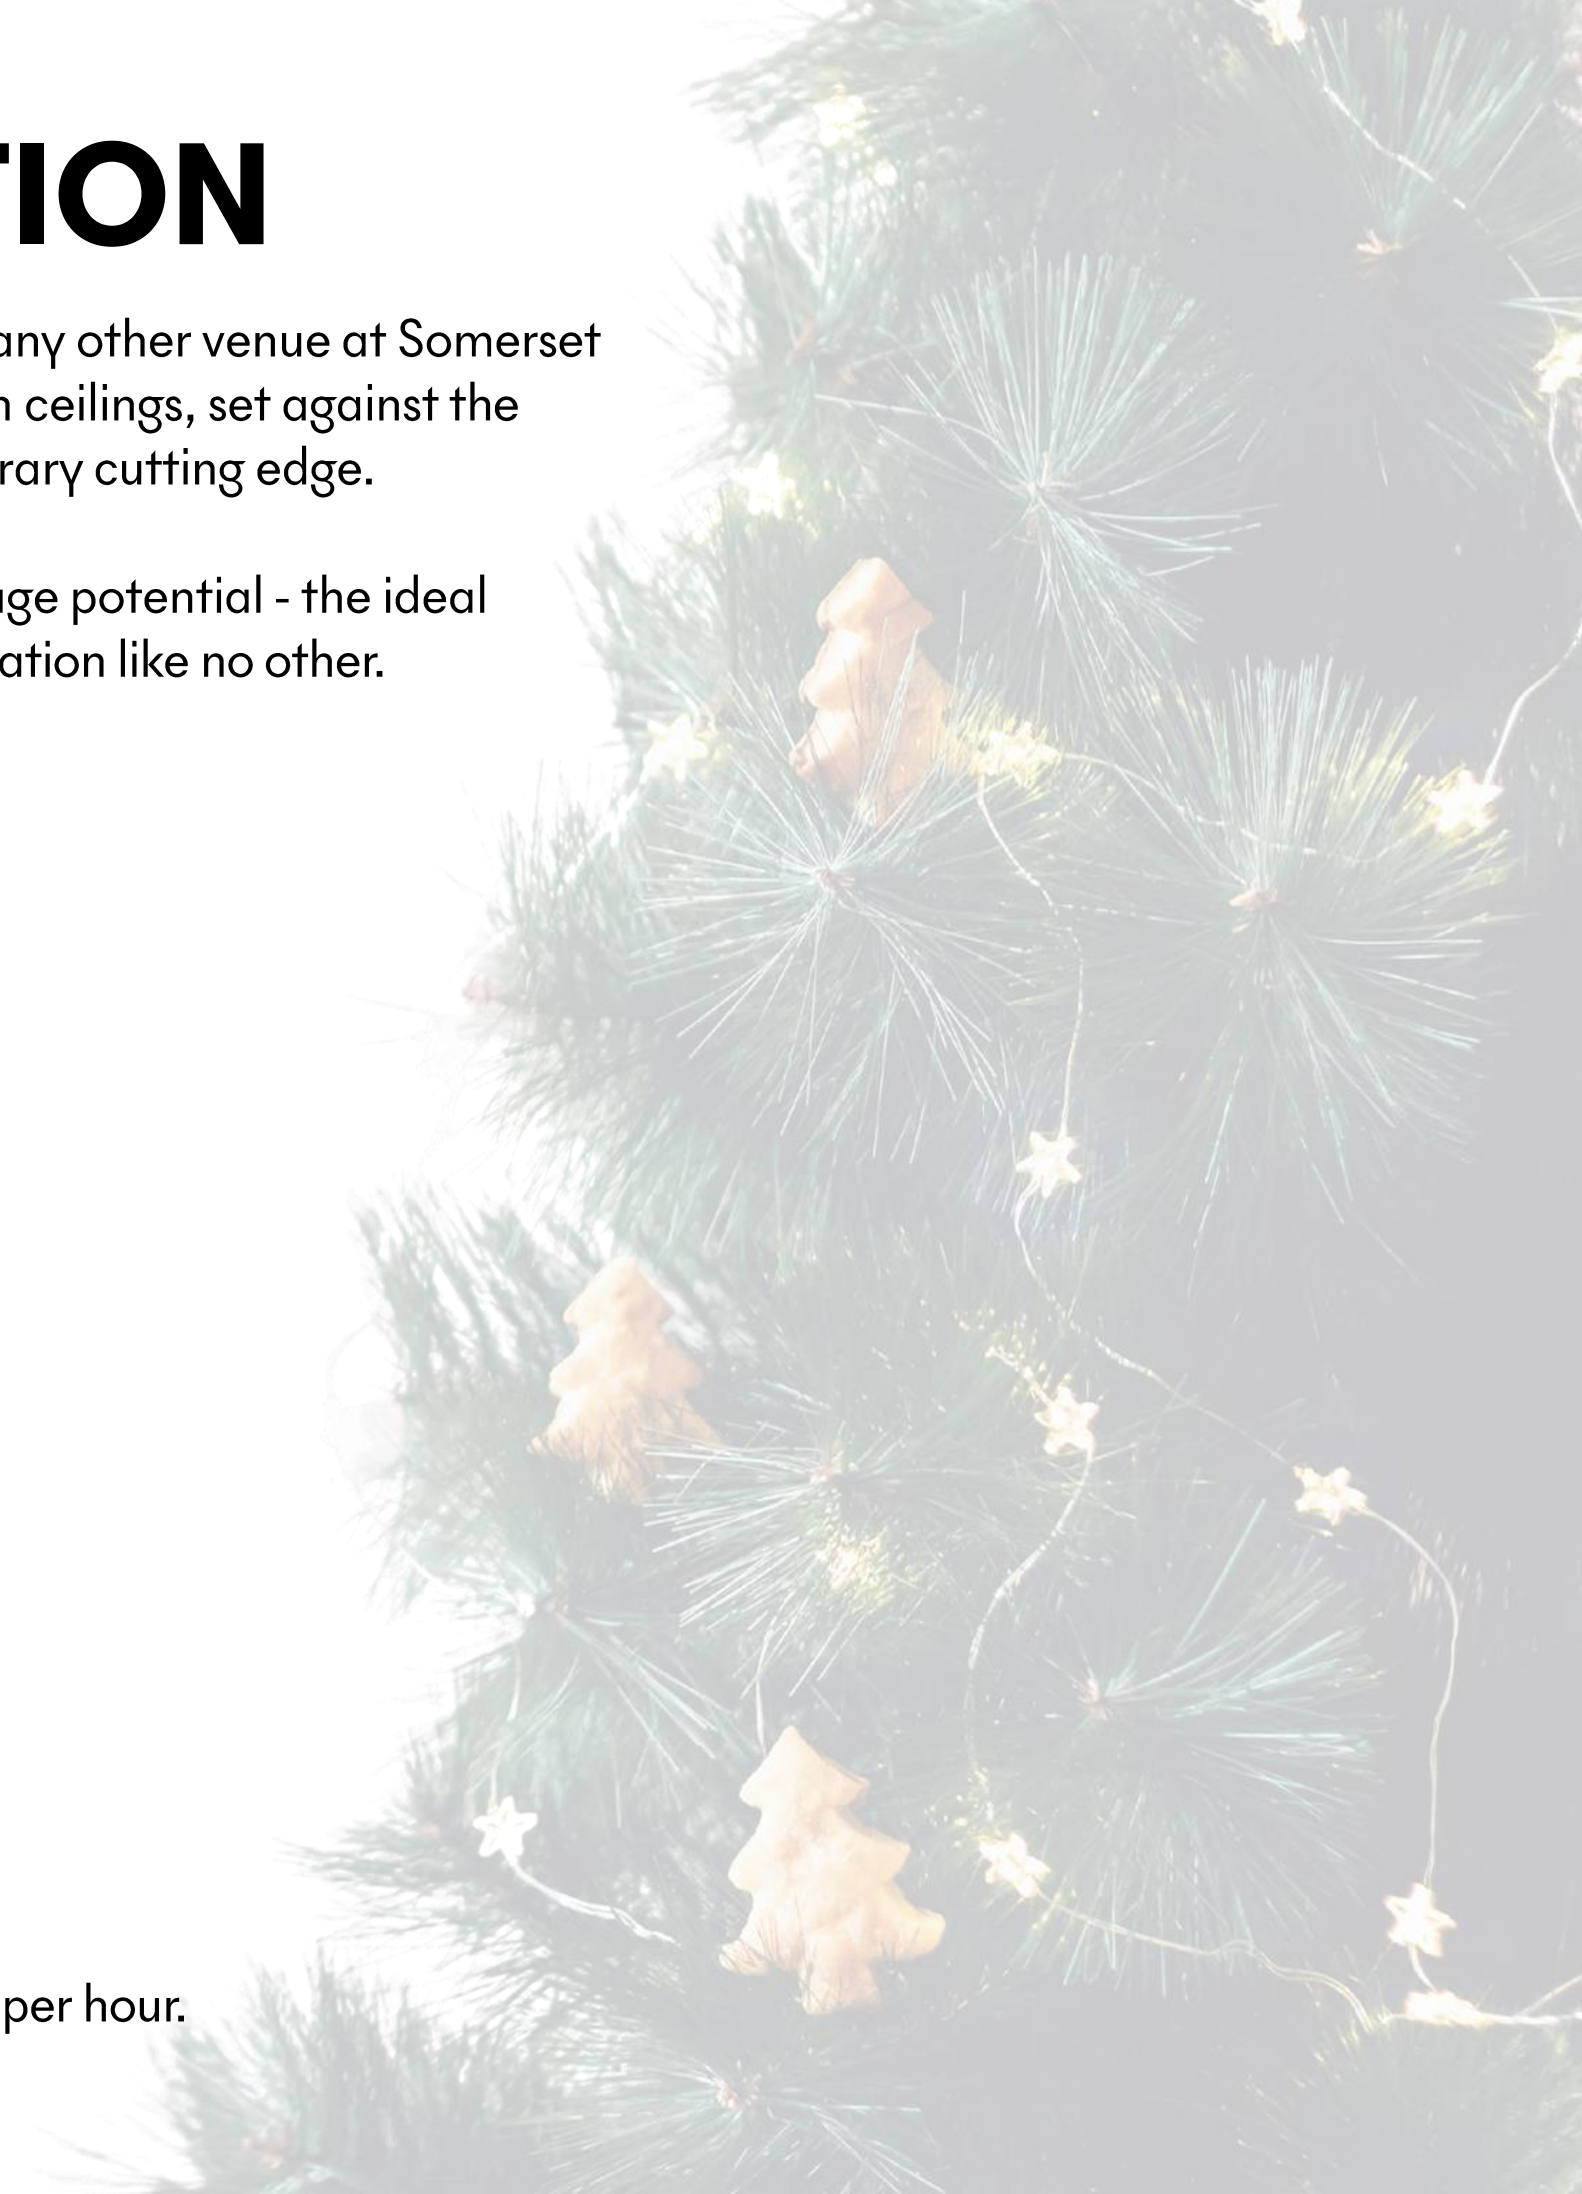 TION
any other venue at Somerset
ceilings, set against the
rary cutting edge.
age potential - the ideal
ation like no other.
per hour.